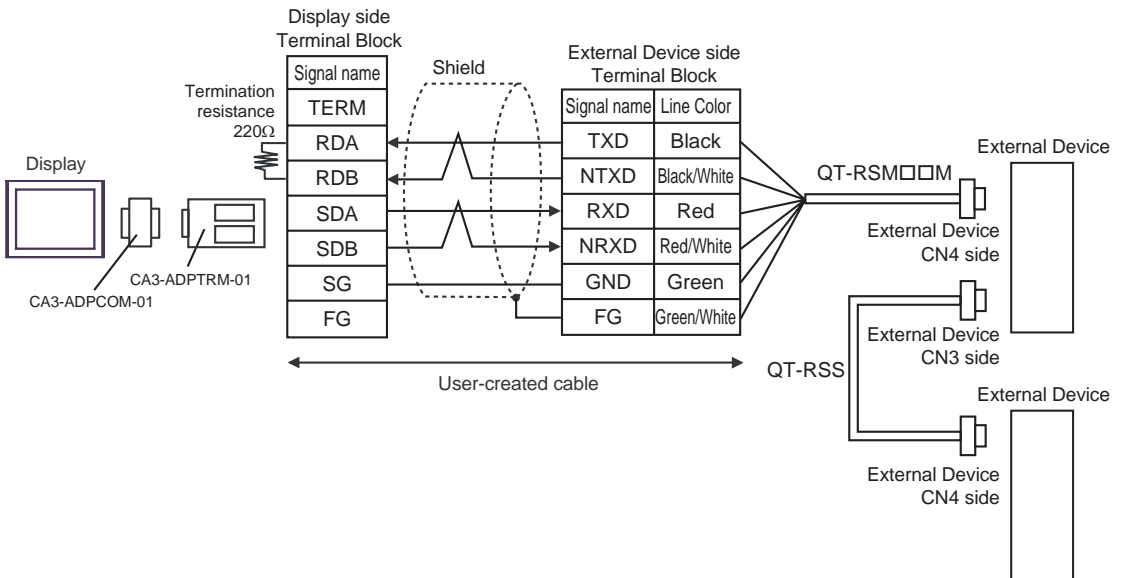 Display side
Terminal Block
Signal name
TERM
RDA
RDB
SDA
SDB
SG
FG
Termination
resistance
220Ω
Shield
External Device side
Terminal Block
Signal name Line Color
TXD Black
NTXD Black/White
RXD Red
NRXD Red/White
GND Green
FG Green/White
Display
CA3-ADPCOM-01
CA3-ADPTRM-01
User-created cable
QT-RSM□□M
External Device
External Device
CN4 side
External Device
CN3 side
QT-RSS
External Device
External Device
CN4 side